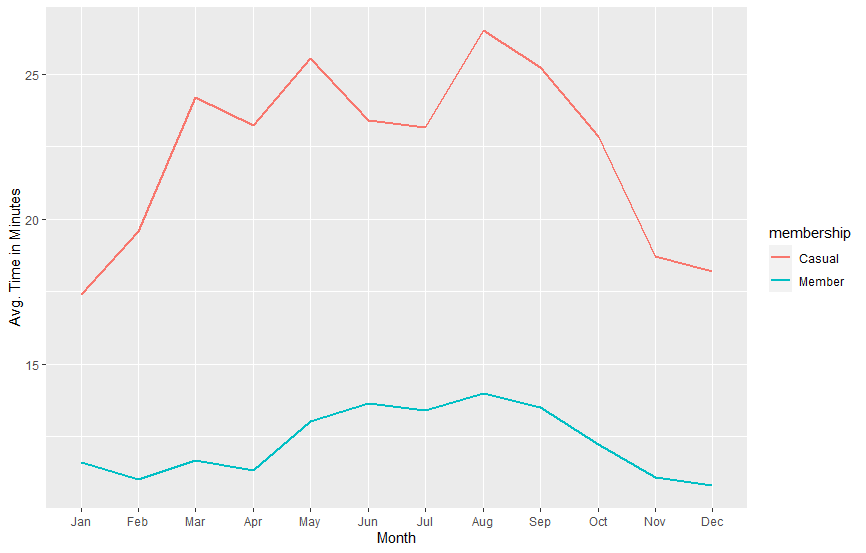 Avg. Time in Minutes
25
20
15
Jan Feb Mar Apr May Jun Jul Aug Sep Oct Nov Dec
Month
membership
Casual
Member